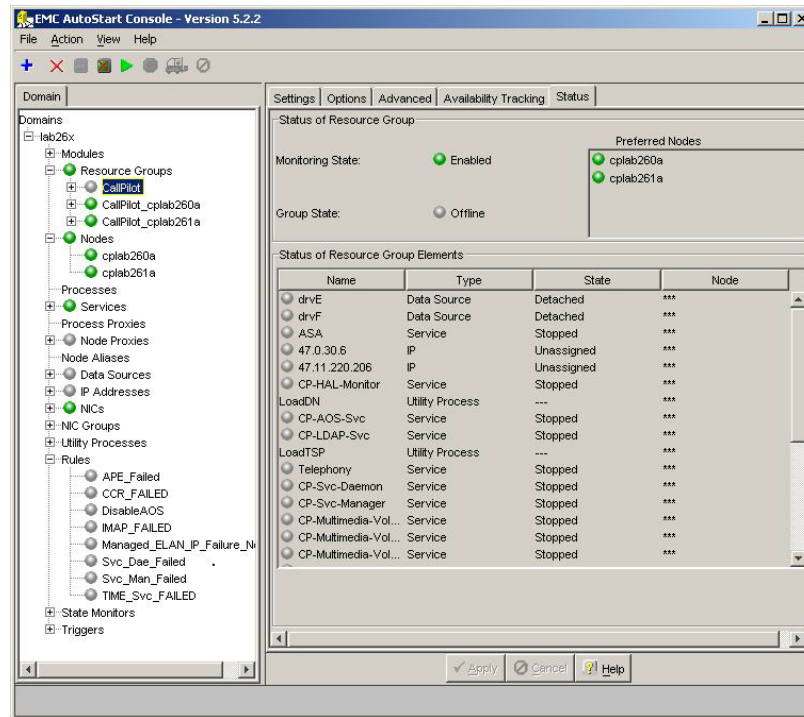 EMC AutoStart Console - Version 5.2.2
File Action View Help
Domain
Domains
lab26x
Modules
Resource Groups
CallPilot
CallPilot_cplab260a
CallPilot_cplab261a
Nodes
cplab260a
cplab261a
Processes
Services
Process Proxies
Node Proxies
Node Aliases
Data Sources
IP Addresses
NICs
NIC Groups
Utility Processes
Rules
APE_Failed
CCR_FAILED
DisableAOS
IMAP_FAILED
Managed_ELAN_IP_Failure_N
Svc_Dae_Failed
Svc_Man_Failed
TIME_Svc_FAILED
State Monitors
Triggers
Settings Options Advanced Availability Tracking Status
Status of Resource Group
Preferred Nodes
Monitoring State: Enabled
cplab260a
cplab261a
Group State: Offline
Status of Resource Group Elements
Name Type State Node
drvE Data Source Detached ***
drvF Data Source Detached ***
ASA Service Stopped ***
47.0.30.6 IP Unassigned ***
47.11.220.206 IP Unassigned ***
CP-HAL-Monitor Service Stopped ***
LoadDN Utility Process --- ***
CP-AOS-Svc Service Stopped ***
CP-LDAP-Svc Service Stopped ***
LoadTSP Utility Process --- ***
Telephony Service Stopped ***
CP-Svc-Daemon Service Stopped ***
CP-Svc-Manager Service Stopped ***
CP-Multimedia-Vol... Service Stopped ***
CP-Multimedia-Vol... Service Stopped ***
CP-Multimedia-Vol... Service Stopped ***
Apply Cancel Help